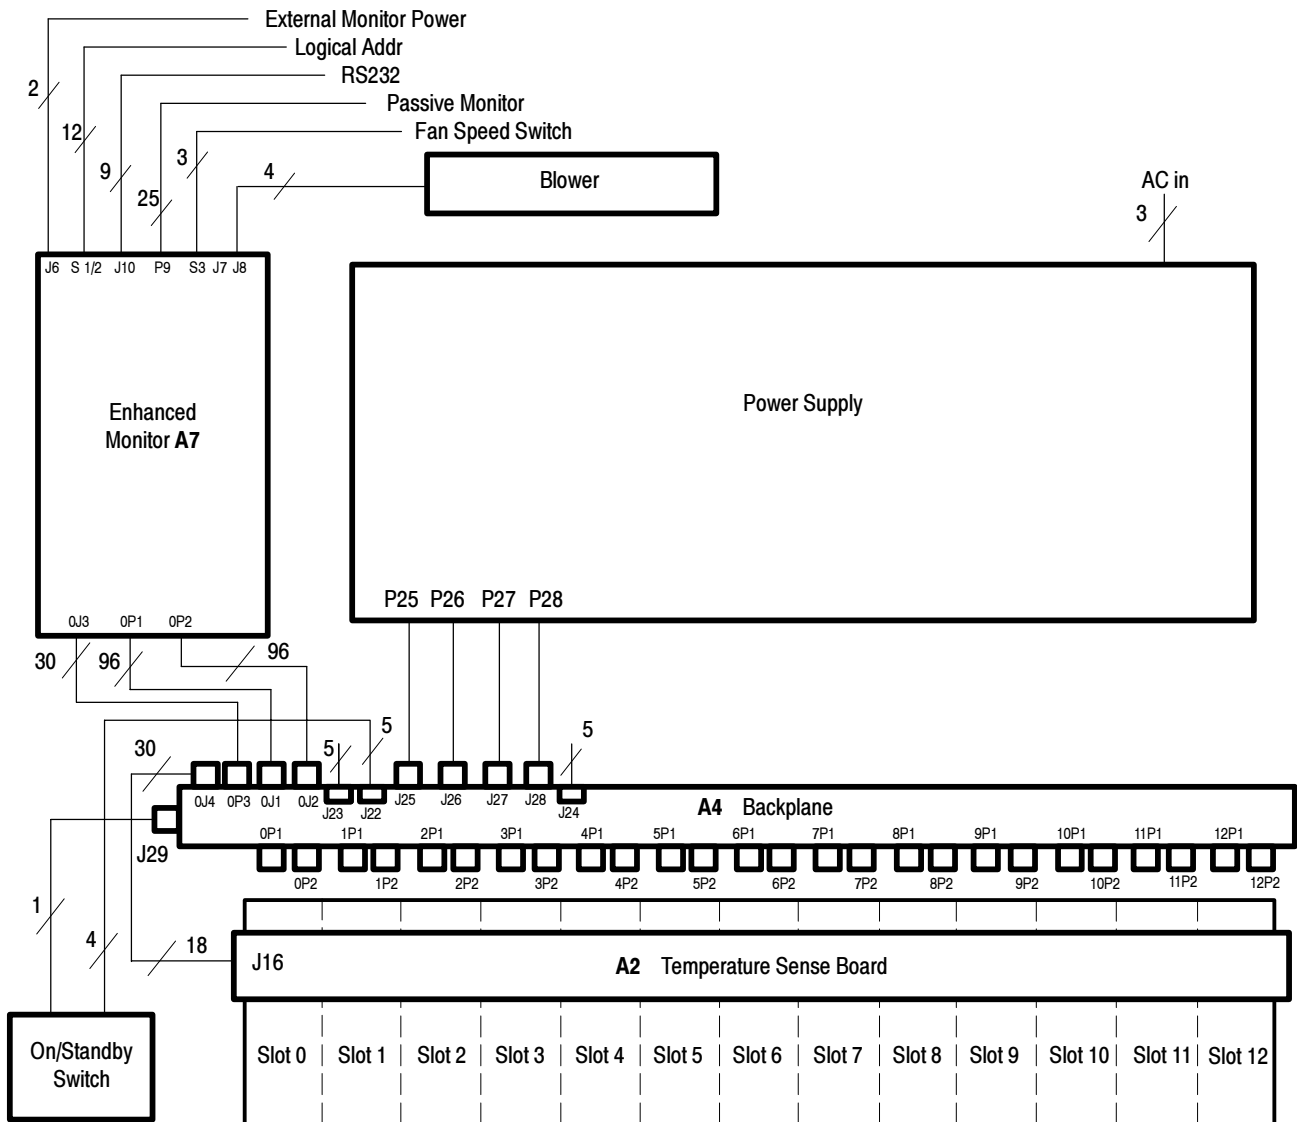 External Monitor Power
Logical Addr
RS232
Passive Monitor
Fan Speed Switch
2
12
9
25
3
4
Blower
AC in
3
J6 S 1/2 J10 P9 S3 J7 J8
Enhanced
Monitor A7
Power Supply
P25 P26 P27 P28
0J3 0P1 0P2
30 96 96
30
5
5
5
0J4 0P3 0J1 0J2 J23 J22 J25 J26 J27 J28 J24
A4 Backplane
J29
0P1 1P1 2P1 3P1 4P1 5P1 6P1 7P1 8P1 9P1 10P1 11P1 12P1
0P2 1P2 2P2 3P2 4P2 5P2 6P2 7P2 8P2 9P2 10P2 11P2 12P2
1
4
18
J16
A2 Temperature Sense Board
On/Standby
Switch
Slot 0 Slot 1 Slot 2 Slot 3 Slot 4 Slot 5 Slot 6 Slot 7 Slot 8 Slot 9 Slot 10 Slot 11 Slot 12